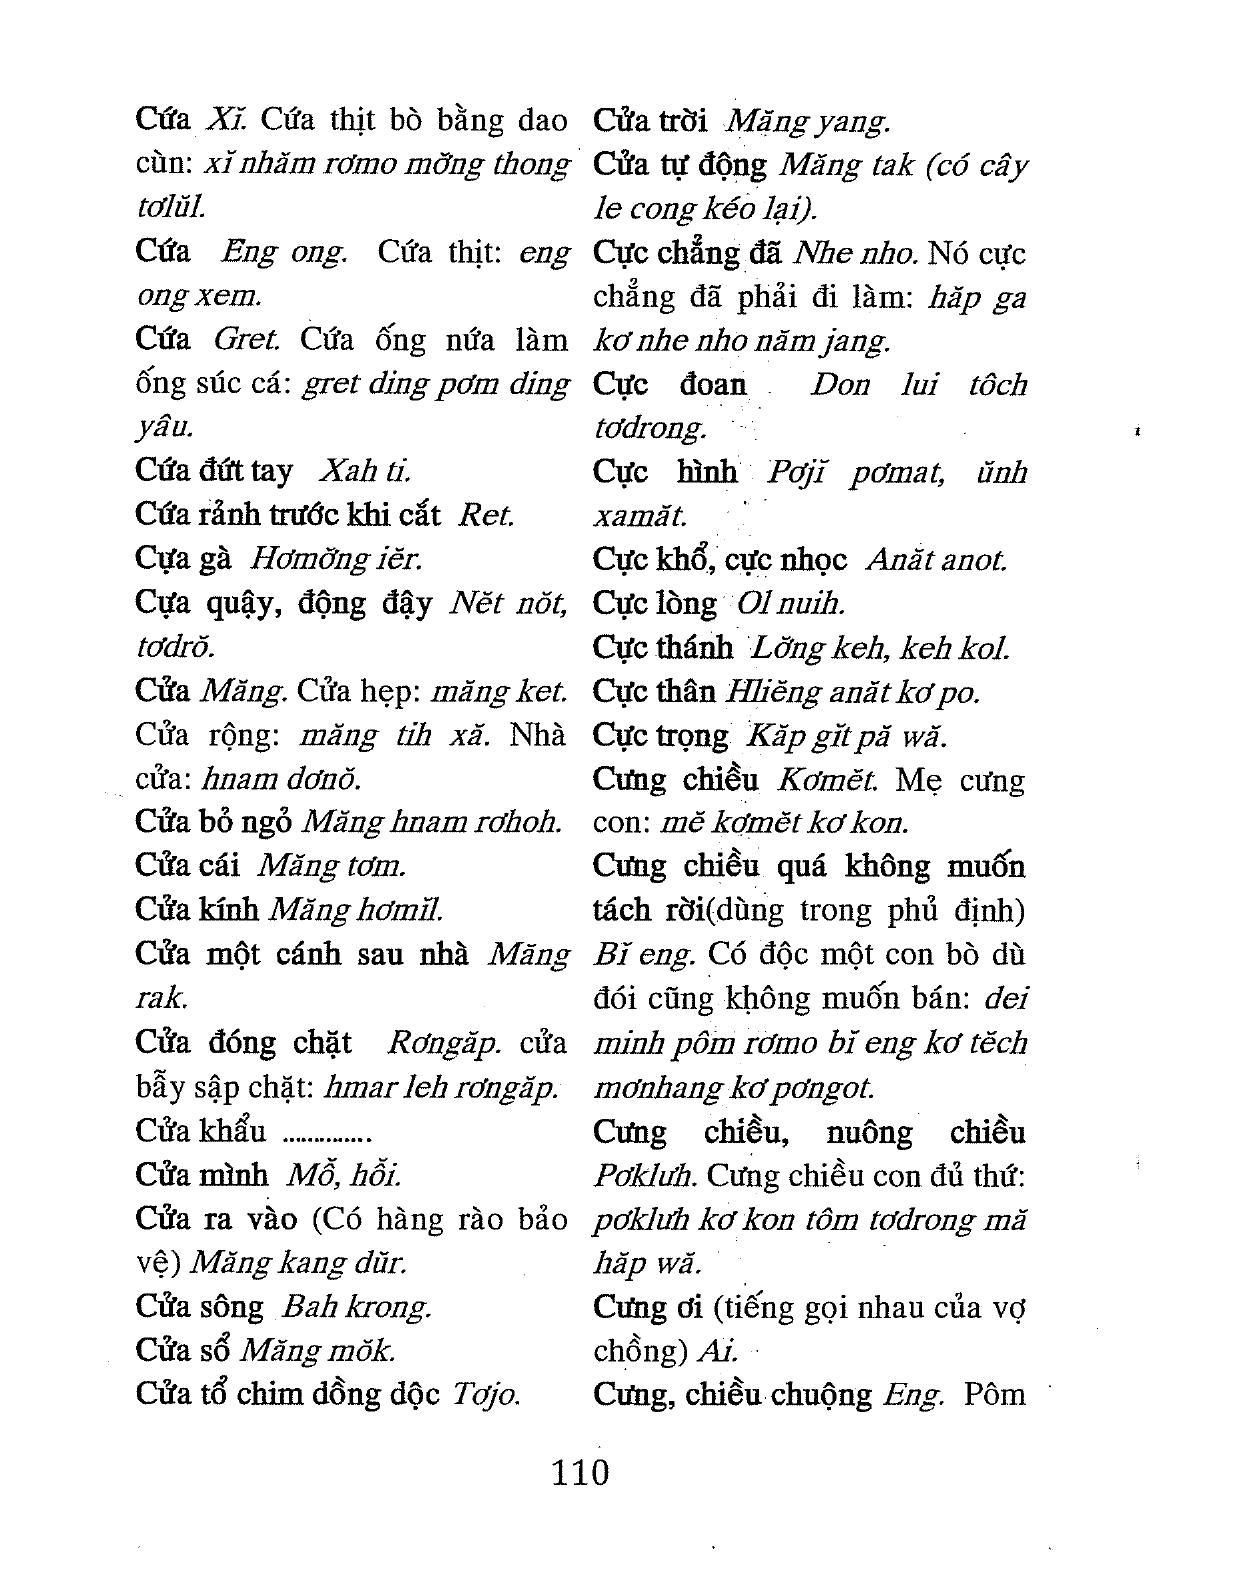 Cứa Xĭ. Cứa thịt bò bằng dao
cùn: xĭ nhăm rơmo mơ̆ng thong
tơlŭl.
Cứa Eng ong. Cứa thịt: eng
ong xem.
Cứa Gret. Cứa ống nứa làm
ống súc cá: gret ding pơm ding
yâu.
Cứa đứt tay Xah ti.
Cứa rảnh trước khi cắt Ret.
Cựa gà Hơmơ̆ng iĕr.
Cựa quậy, động đậy Nĕt nŏt,
tơdrŏ.
Cửa Măng. Cửa hẹp: măng ket.
Cửa rộng: măng tih xă. Nhà
cửa: hnam dơnŏ.
Cửa bỏ ngỏ Măng hnam rơhoh.
Cửa cái Măng tơm.
Cửa kính Măng hơmĭl.
Cửa một cánh sau nhà Măng
rak.
Cửa đóng chặt Rơngăp. cửa
bẫy sập chặt: hmar leh rơngăp.
Cửa khẩu ..............
Cửa mình Mô̆, hô̆i.
Cửa ra vào (Có hàng rào bảo
vệ) Măng kang dŭr.
Cửa sông Bah krong.
Cửa sổ Măng mŏk.
Cửa tổ chim dồng dộc Tơjo.
Cửa trời Măng yang.
Cửa tự động Măng tak (có cây
le cong kéo lại).
Cực chẳng đã Nhe nho. Nó cực
chẳng đã phải đi làm: hăp ga
kơ nhe nho năm jang.
Cực đoan Don lui tôch
tơdrong.
Cực hình Pơjĭ pơmat, ŭnh
xamăt.
Cực khổ, cực nhọc Anăt anot.
Cực lòng Ol nuih.
Cực thánh Lơ̆ng keh, keh kol.
Cực thân Hliĕng anăt kơ po.
Cực trọng Kăp gĭt pă wă.
Cưng chiều Kơmĕt. Mẹ cưng
con: mĕ kơmĕt kơ kon.
Cưng chiều quá không muốn
tách rời(dùng trong phủ định)
Bĭ eng. Có độc một con bò dù
đói cũng không muốn bán: dei
minh pôm rơmo bĭ eng kơ tĕch
mơnhang kơ pơngot.
Cưng chiều, nuông chiều
Pơklưh. Cưng chiều con đủ thứ:
pơklưh kơ kon tôm tơdrong mă
hăp wă.
Cưng ơi (tiếng gọi nhau của vợ
chồng) Ai.
Cưng, chiều chuộng Eng. Pôm
110